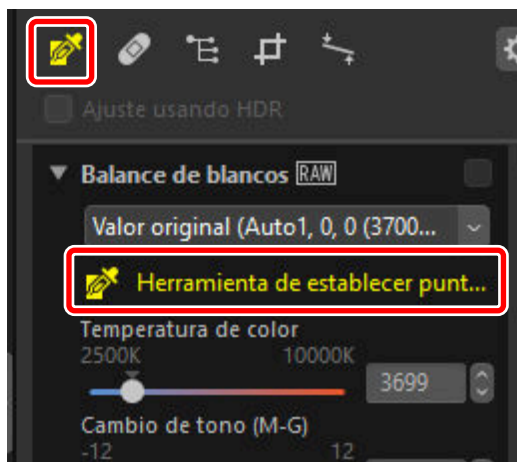 Ajuste usando HDR
Balance de blancos RAW
Valor original (Auto1, 0, 0 (3700...
Herramienta de establecer punt...
Temperatura de color
2500K 10000K
3699
Cambio de tono (M-G)
-12 12